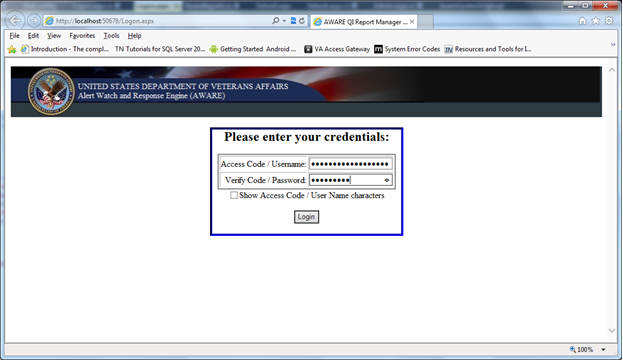 http://localhost:50678/Logon.aspx
AWARE QI Report Manager ...
File Edit View Favorites Tools Help
Introduction - The compl...
TN Tutorials for SQL Server 20...
Getting Started Android ...
VA Access Gateway
System Error Codes
Resources and Tools for I...
UNITED STATES DEPARTMENT OF VETERANS AFFAIRS
Alert Watch and Response Engine (AWARE)
Please enter your credentials:
Access Code / Username: ••••••••••••••••••
Verify Code / Password: •••••••••
Show Access Code / User Name characters
Login
100%